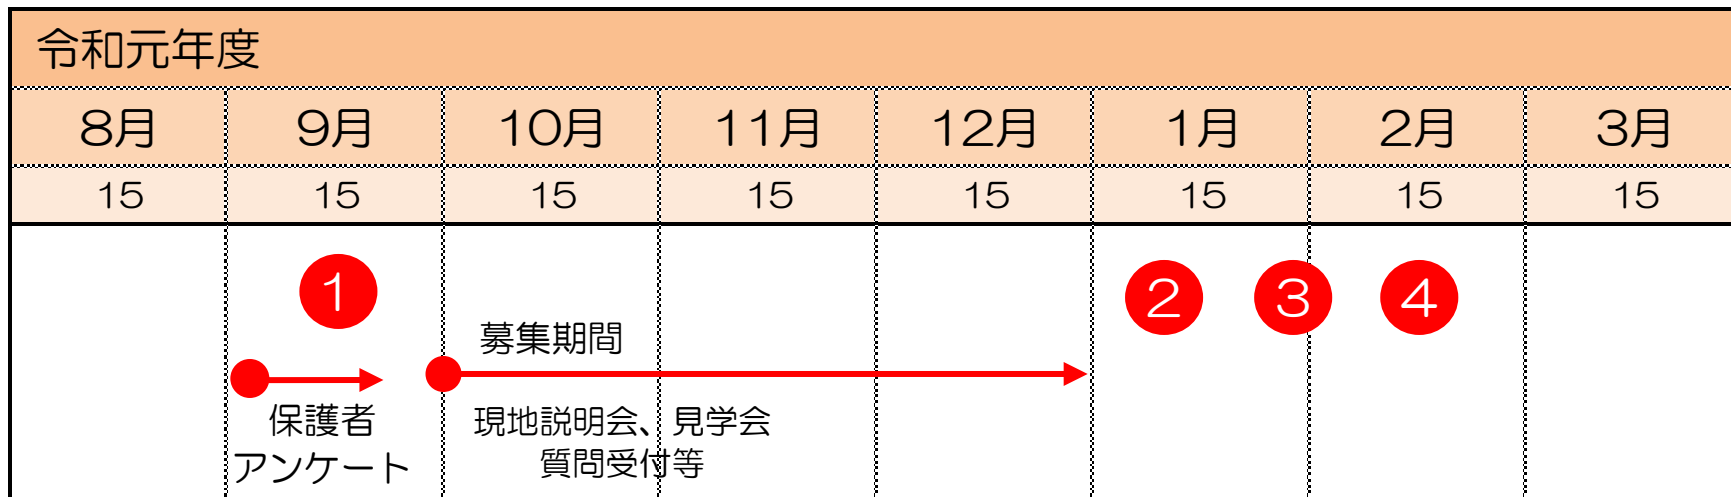 令和元年度
8月 9月 10月 11月 12月 1月 2月 3月
15 15 15 15 15 15 15 15
1 2 3 4
募集期間
保護者
アンケート
現地説明会、見学会
質問受付等